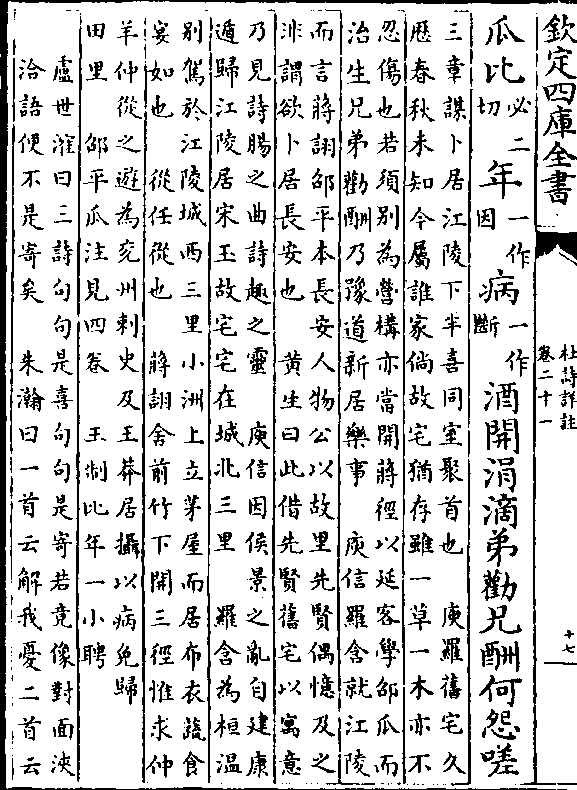 欽定四庫全書
杜詩詳註
卷二十一
十七
瓜比必二切年一作因病一作斷酒開涓滴弟勸兄酬何怨嗟
三章謀卜居江陵下半喜同室聚首也　庾羅舊宅久
歷春秋未知今屬誰家倘故宅猶存雖一草一木亦不
忍傷也若須別為營構亦當開蔣徑以延客學邵瓜而
治生兄弟勸酬乃豫道新居樂事　庾信羅含就江陵
而言蔣詡邵平本長安人物公以故里先賢偶憶及之
非謂欲卜居長安也　黄生曰此借先賢舊宅以寓意
乃見詩腸之曲詩趣之靈　庾信因侯景之亂自建康
遁歸江陵居宋玉故宅宅在城北三里　羅含為桓溫
別駕於江陵城西三里小洲上立茅屋而居布衣蔬食
宴如也　從任從也　蔣詡舍前竹下開三徑惟求仲
羊仲從之遊為兖州刺史及王莽居攝以病免歸
田里　邵平瓜注見四卷　王制比年一小聘
盧世㴶曰三詩句句是喜句句是寄若竟像對面浹
洽語便不是寄矣　朱瀚曰一首云解我憂二首云